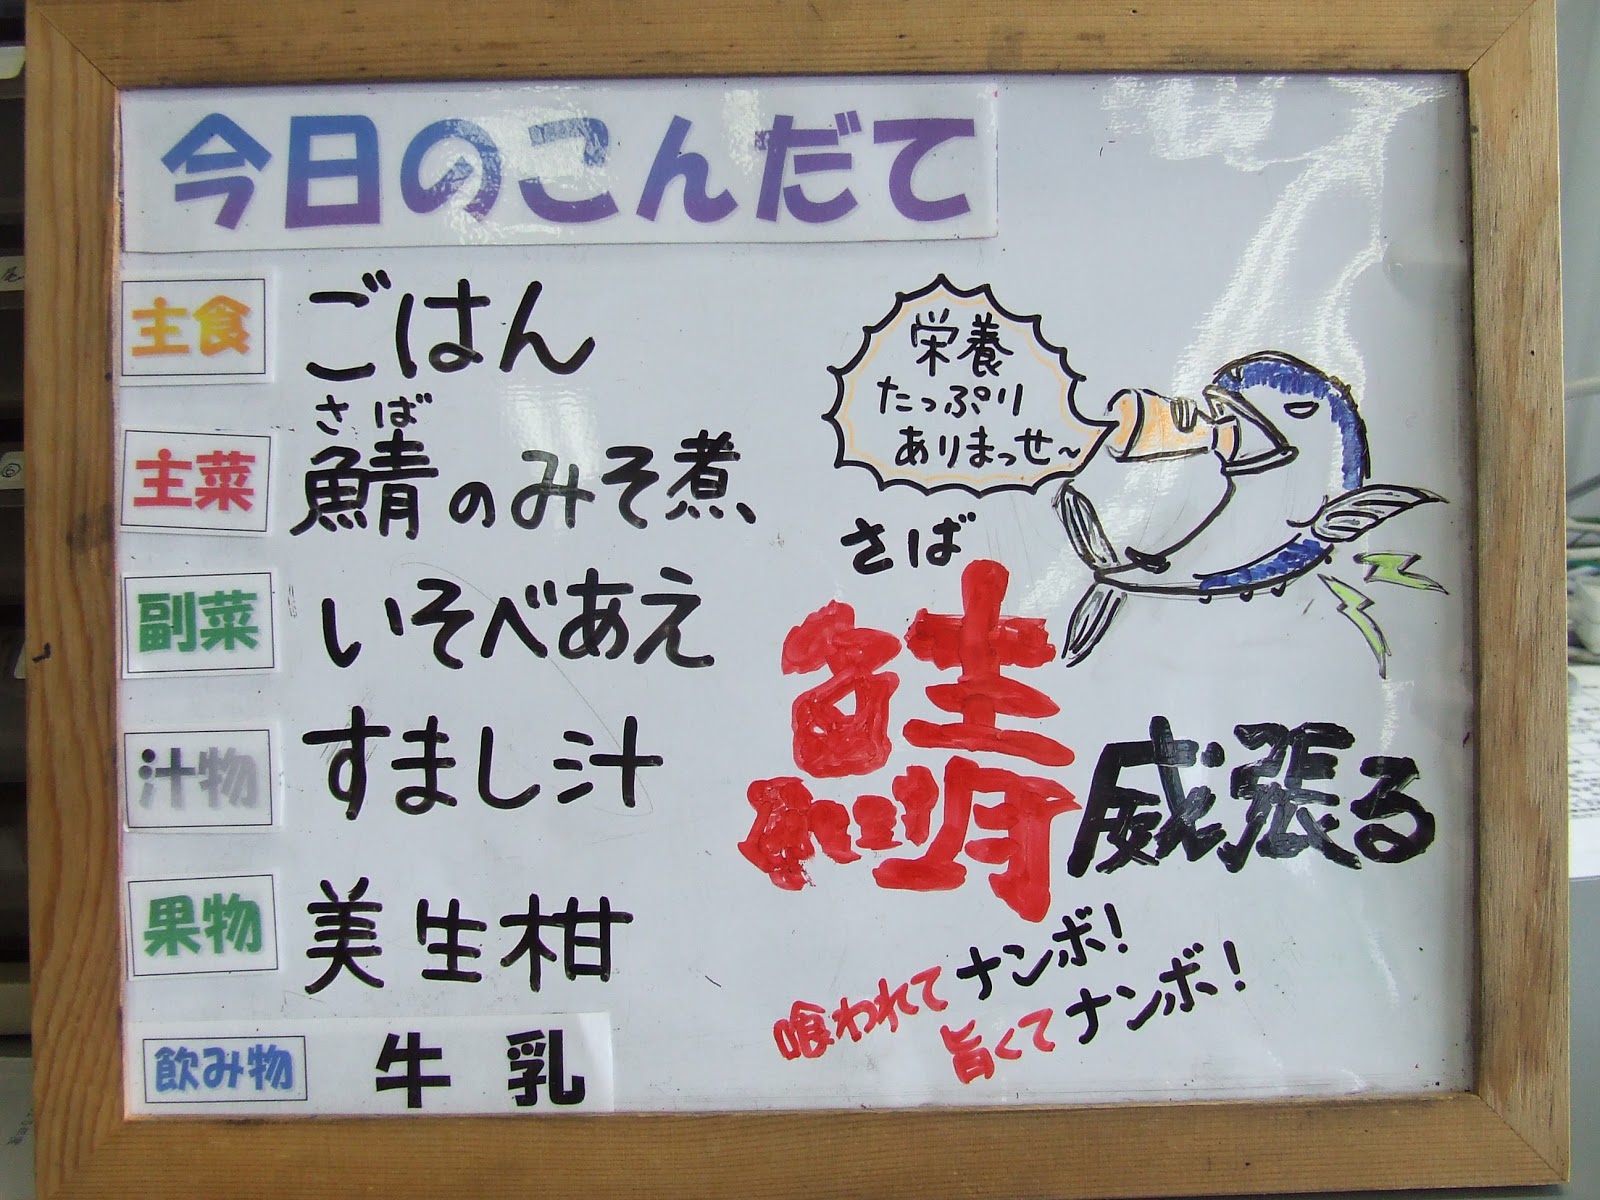 今日のこんだて
主食 ごはん
さば
主菜 鯖のみそ煮、
副菜 いそべあえ
汁物 すまし汁
果物 美生柑
飲み物 牛乳
栄養
たっぷり
ありまっせ~
さば
鯖威張る
喰われてナンボ!
旨くてナンボ!